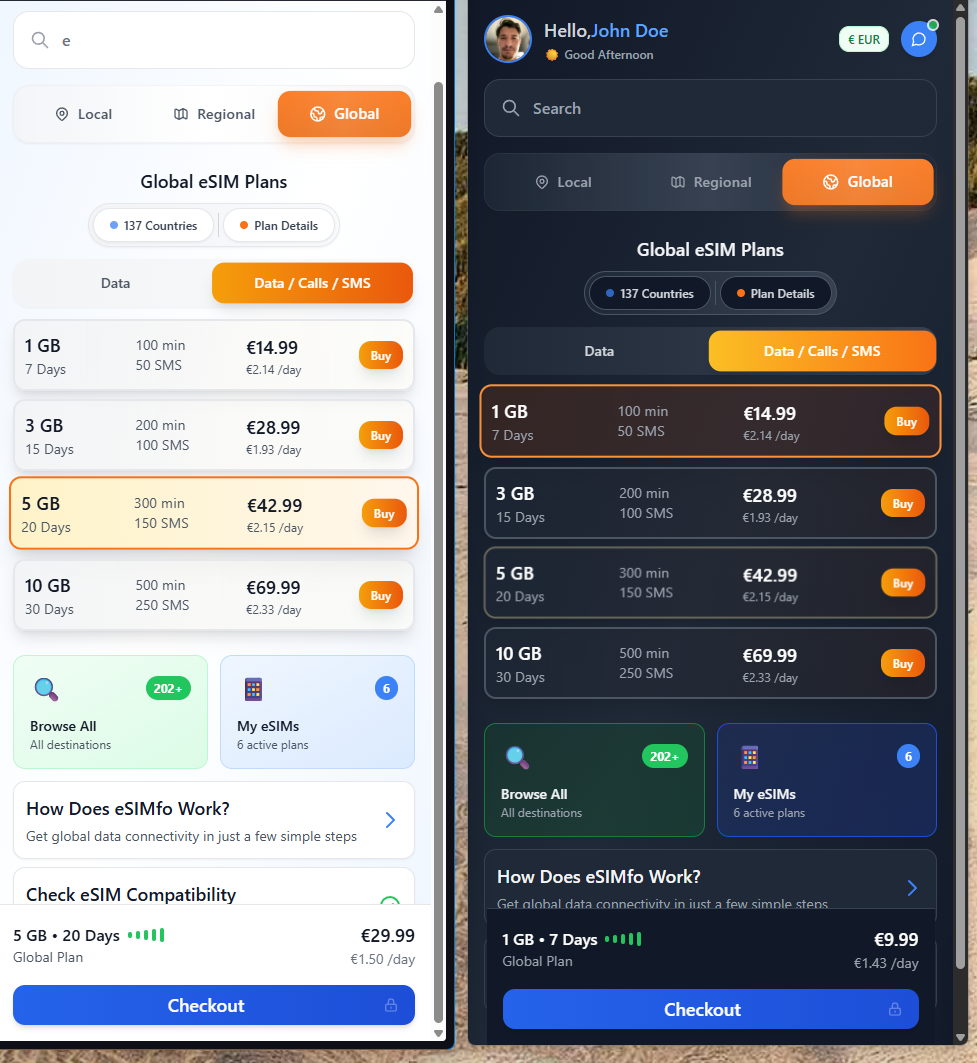 e
Local
Regional
Global
Global eSIM Plans
137 Countries
Plan Details
Data
Data / Calls / SMS
1 GB
7 Days
100 min
50 SMS
€14.99
€2.14 /day
Buy
3 GB
15 Days
200 min
100 SMS
€28.99
€1.93 /day
Buy
5 GB
20 Days
300 min
150 SMS
€42.99
€2.15 /day
Buy
10 GB
30 Days
500 min
250 SMS
€69.99
€2.33 /day
Buy
202+
Browse All
All destinations
6
My eSIMs
6 active plans
How Does eSIMfo Work?
Get global data connectivity in just a few simple steps
Check eSIM Compatibility
5 GB • 20 Days
Global Plan
€29.99
€1.50 /day
Checkout
Hello,John Doe
Good Afternoon
€ EUR
Search
Local
Regional
Global
Global eSIM Plans
137 Countries
Plan Details
Data
Data / Calls / SMS
1 GB
7 Days
100 min
50 SMS
€14.99
€2.14 /day
Buy
3 GB
15 Days
200 min
100 SMS
€28.99
€1.93 /day
Buy
5 GB
20 Days
300 min
150 SMS
€42.99
€2.15 /day
Buy
10 GB
30 Days
500 min
250 SMS
€69.99
€2.33 /day
Buy
202+
Browse All
All destinations
6
My eSIMs
6 active plans
How Does eSIMfo Work?
Get global data connectivity in just a few simple steps
1 GB • 7 Days
Global Plan
€9.99
€1.43 /day
Checkout